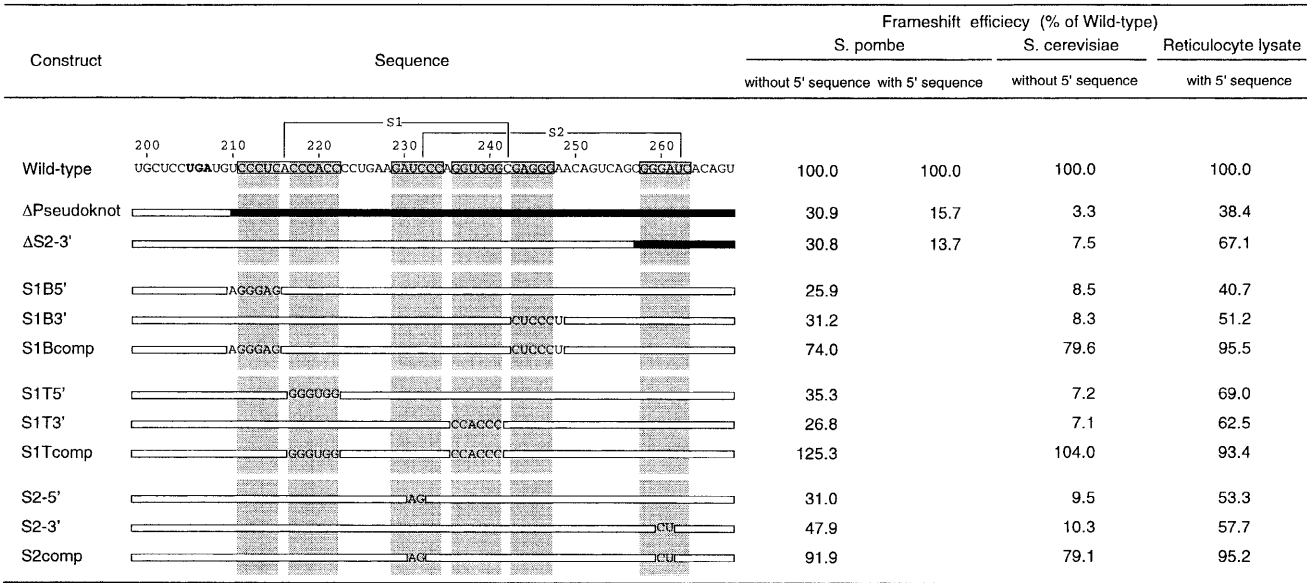 Frameshift efficiecy (% of Wild-type)
Construct Sequence S. pombe S. cerevisiae Reticulocyte lysate
without 5' sequence with 5' sequence without 5' sequence with 5' sequence
S1
S2
200 210 220 230 240 250 260
Wild-type UGCUCCUGAUGUCCCUCACCCACCCCUGAAGAUCCCAGGUGGGCGAGGGAACAGUCAGCGGGAUCACAGU 100.0 100.0 100.0 100.0
ΔPseudoknot 30.9 15.7 3.3 38.4
ΔS2-3' 30.8 13.7 7.5 67.1
S1B5' AGGGAG 25.9 8.5 40.7
S1B3' CUCCCU 31.2 8.3 51.2
S1Bcomp AGGGAG CUCCCU 74.0 79.6 95.5
S1T5' GGGUGG 35.3 7.2 69.0
S1T3' CCACCC 26.8 7.1 62.5
S1Tcomp GGGUGG CCACCC 125.3 104.0 93.4
S2-5' AG 31.0 9.5 53.3
S2-3' CU 47.9 10.3 57.7
S2comp AG CU 91.9 79.1 95.2